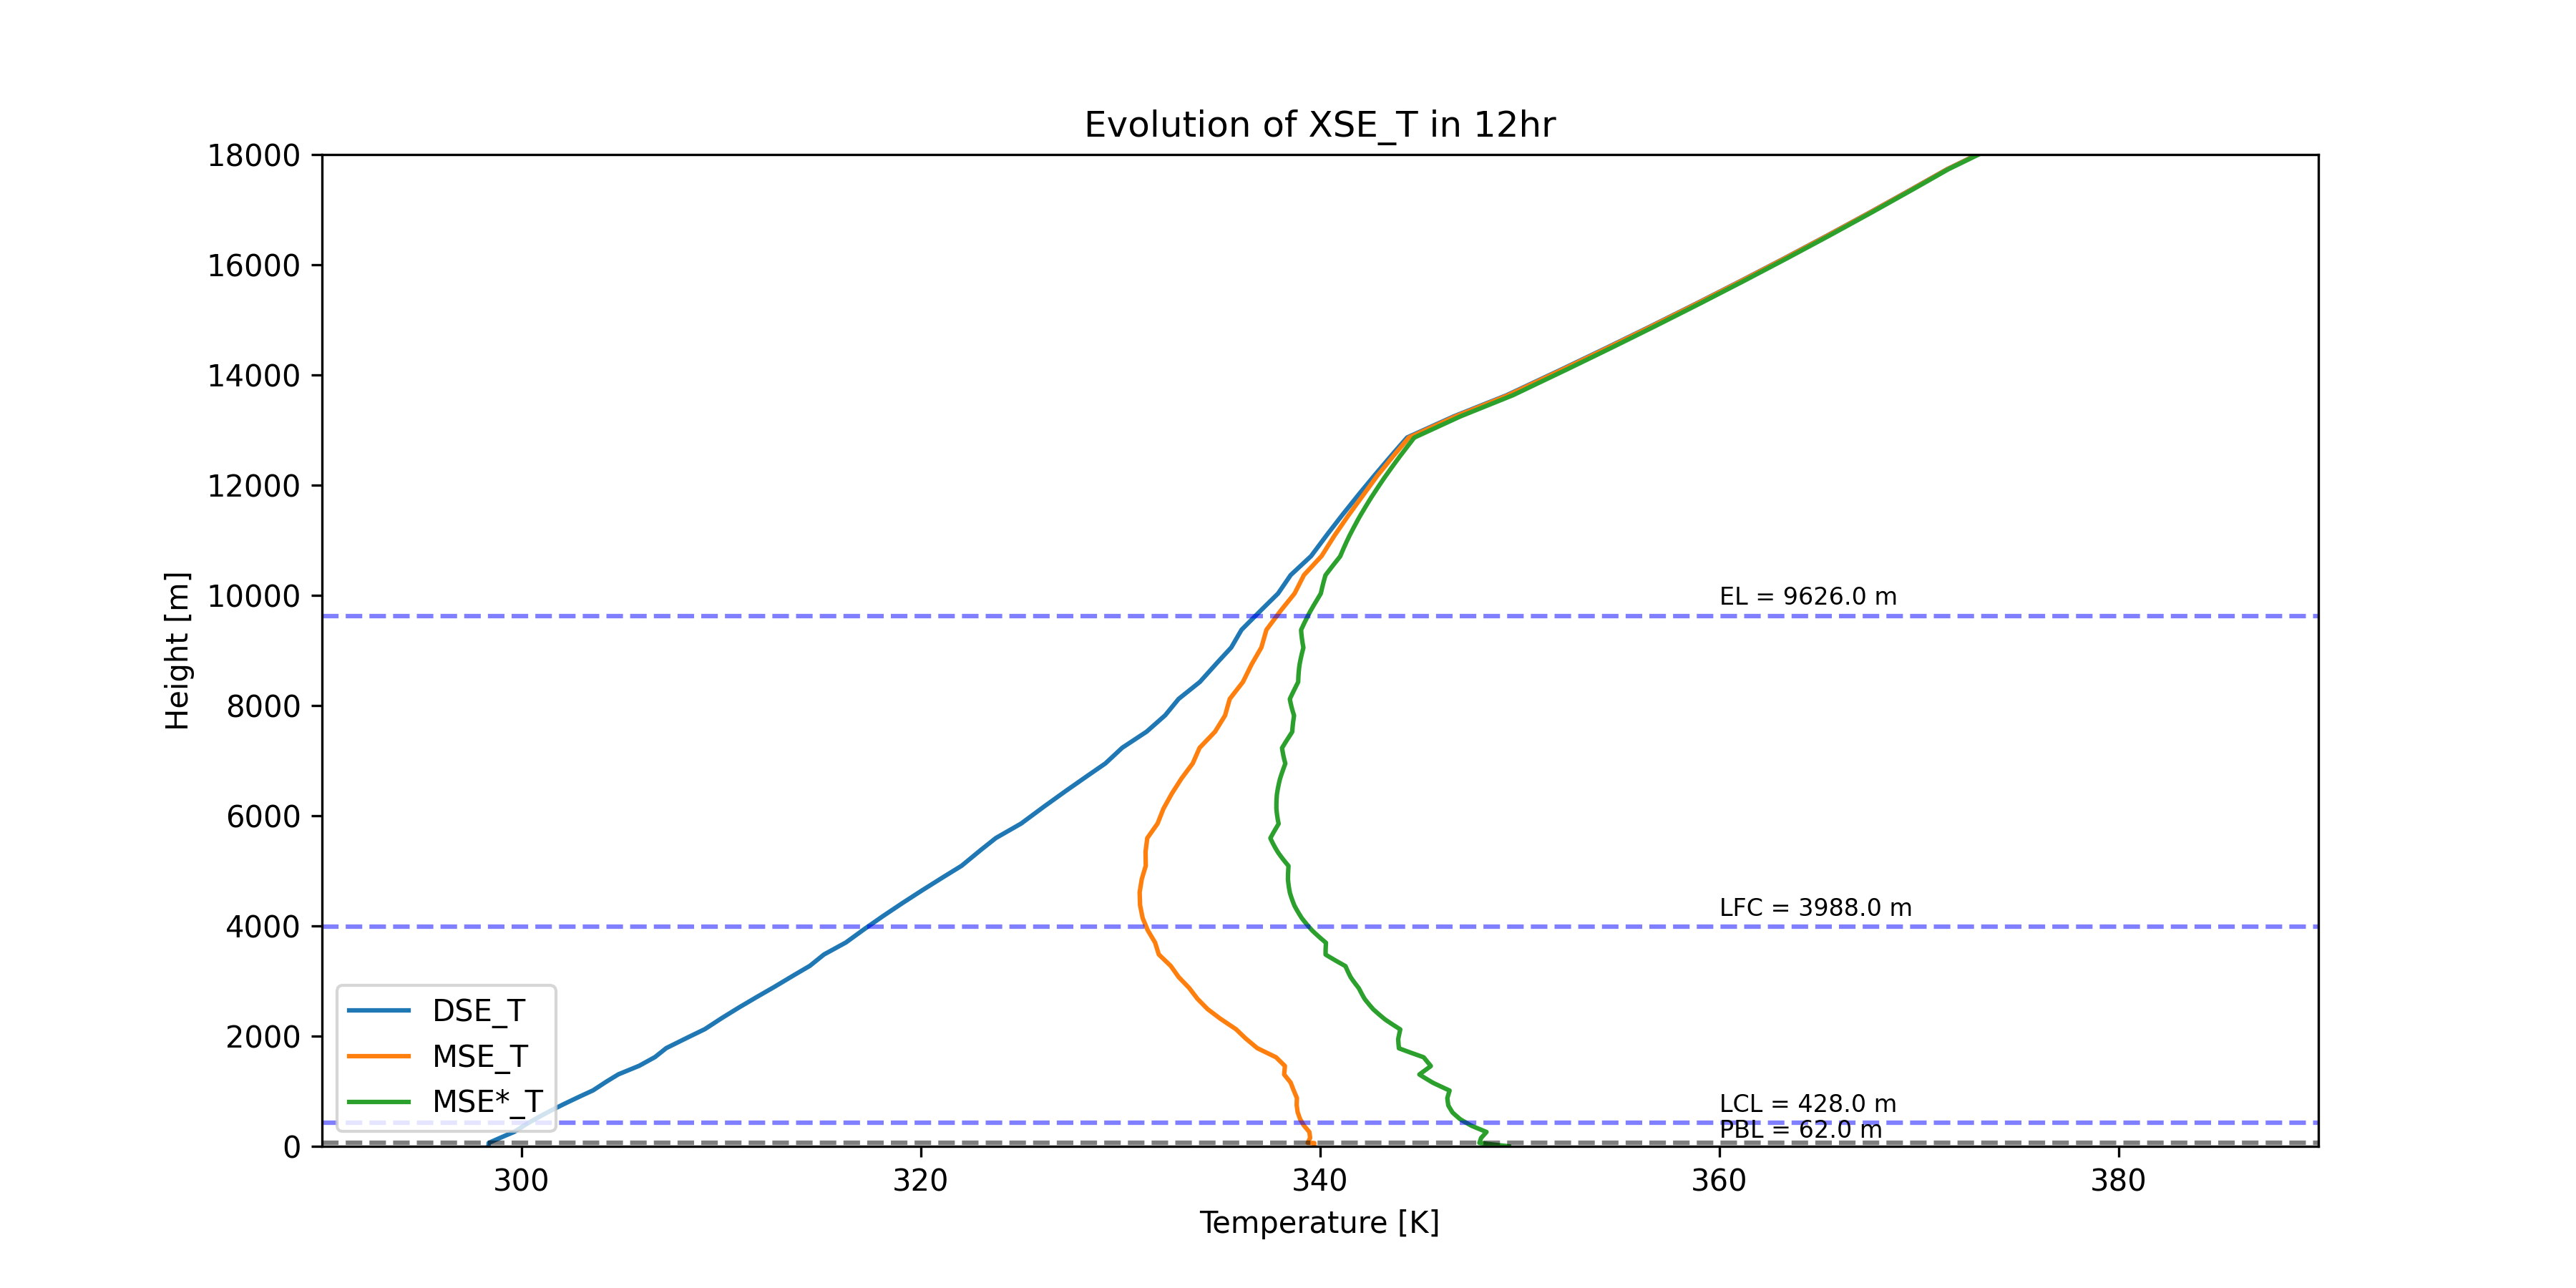 Evolution of XSE_T in 12hr
18000
16000
14000
12000
10000
8000
6000
4000
2000
0
Height [m]
EL = 9626.0 m
LFC = 3988.0 m
LCL = 428.0 m
PBL = 62.0 m
DSE_T
MSE_T
MSE*_T
300
320
340
360
380
Temperature [K]